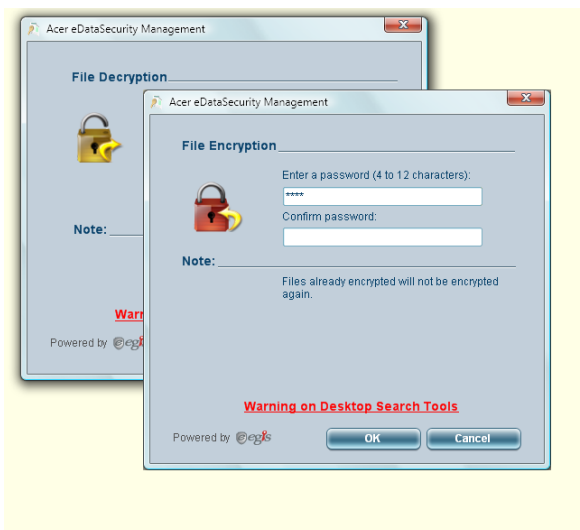 Acer eDataSecurity Management
File Decryption
Note:
Powered by egis
Acer eDataSecurity Management
File Encryption
Enter a password (4 to 12 characters):
****
Confirm password:
Note:
Files already encrypted will not be encrypted
again.
Warning on Desktop Search Tools
Powered by egis
OK
Cancel